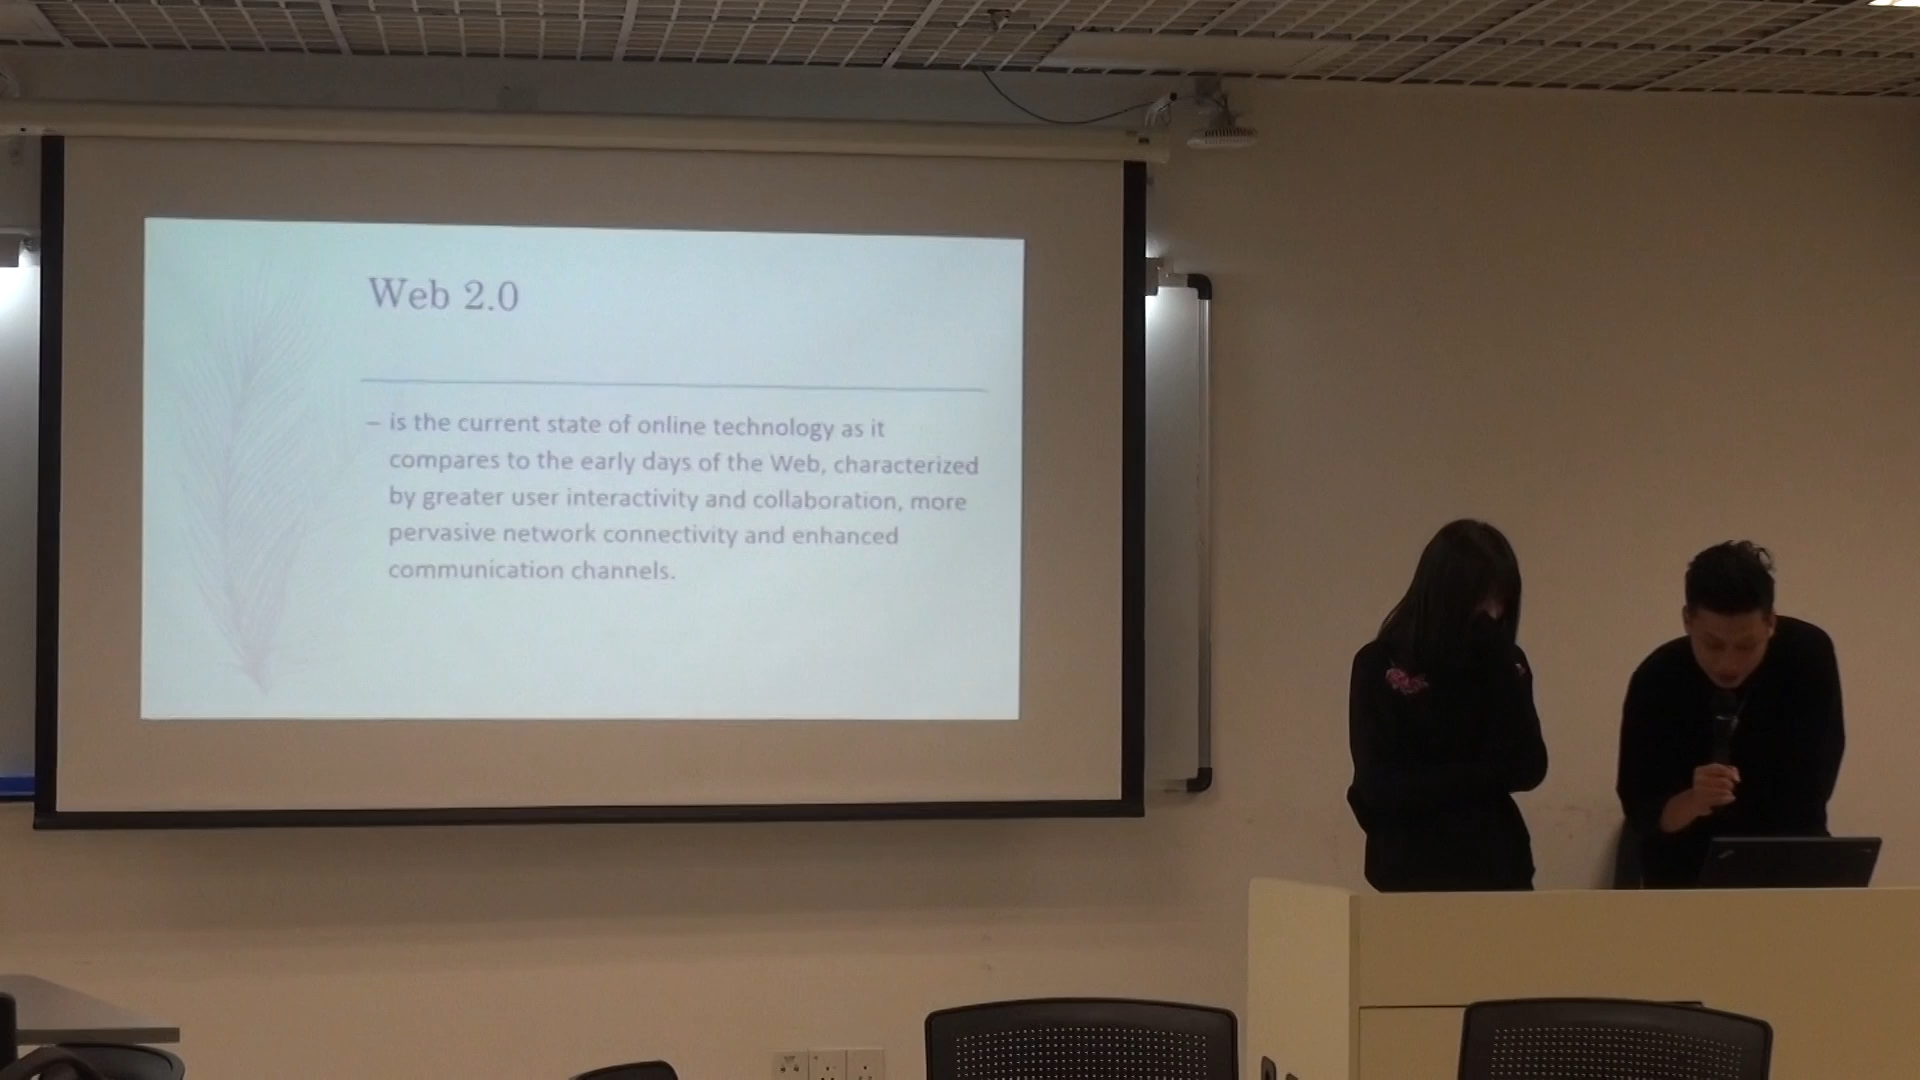 Web 2.0
– is the current state of online technology as it
compares to the early days of the Web, characterized
by greater user interactivity and collaboration, more
pervasive network connectivity and enhanced
communication channels.